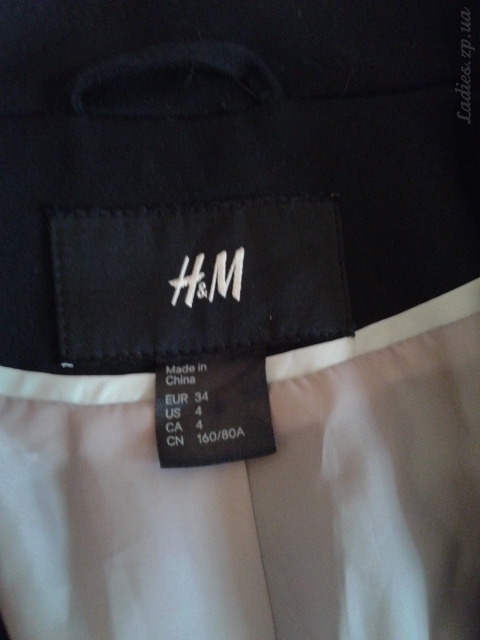 Ladies.zp.ua
H&M
Made in
China
EUR 34
US 4
CA 4
CN 160/80A